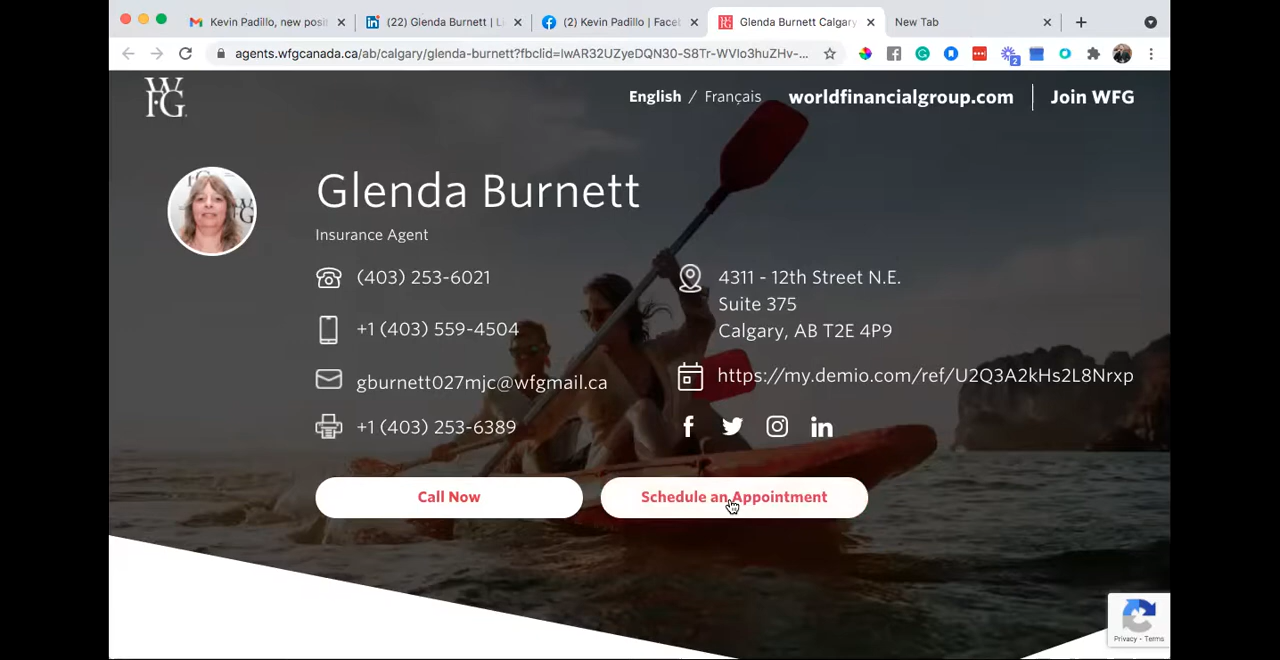 Kevin Padillo, new posi
(22) Glenda Burnett | Li
(2) Kevin Padillo | Faceb
Glenda Burnett Calgary
New Tab
agents.wfgcanada.ca/ab/calgary/glenda-burnett?fbclid=IwAR32UZyeDQN30-S8Tr-WVIo3huZHv-...
2
WFG
English / Français
worldfinancialgroup.com
Join WFG
Glenda Burnett
Insurance Agent
(403) 253-6021
+1 (403) 559-4504
gburnett027mjc@wfgmail.ca
+1 (403) 253-6389
4311 - 12th Street N.E.
Suite 375
Calgary, AB T2E 4P9
https://my.demio.com/ref/U2Q3A2kHs2L8Nrxp
Call Now
Schedule an Appointment
Privacy - Terms